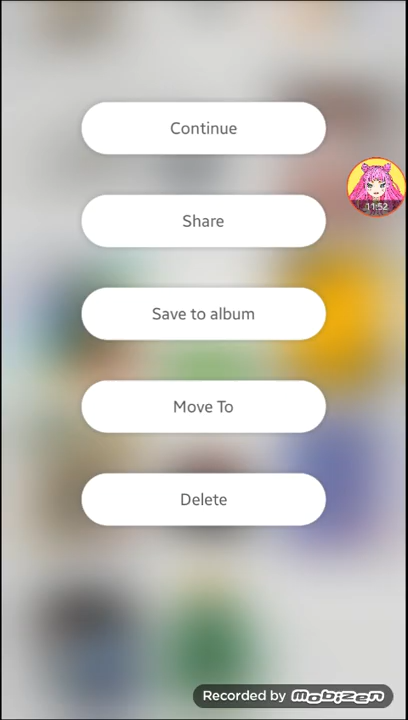 Continue
11:52
Share
Save to album
Move To
Delete
Recorded by mobizen